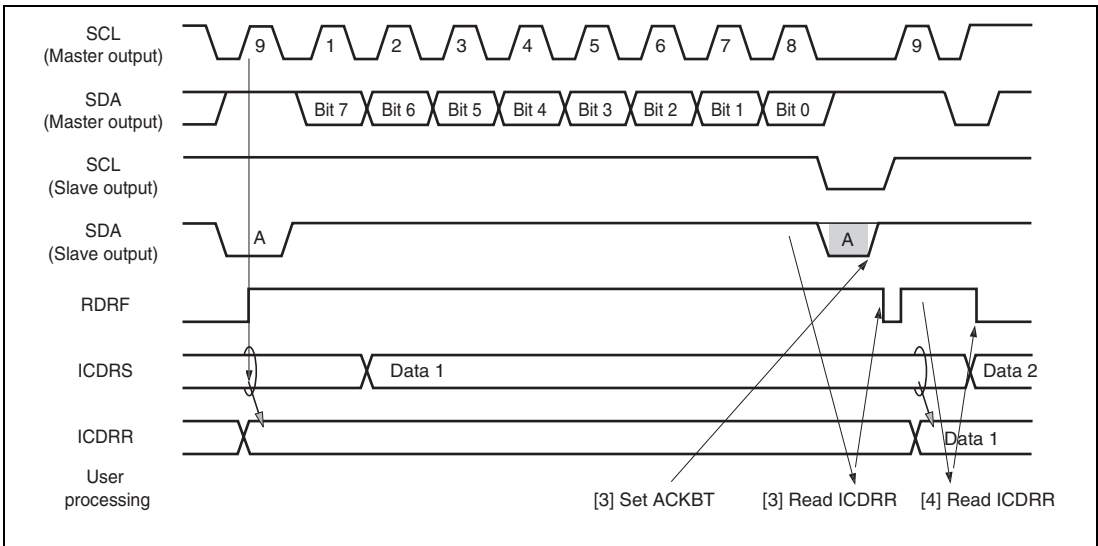 SCL
(Master output)
9 1 2 3 4 5 6 7 8 9
SDA
(Master output)
Bit 7 Bit 6 Bit 5 Bit 4 Bit 3 Bit 2 Bit 1 Bit 0
SCL
(Slave output)
SDA
(Slave output)
A A
RDRF
ICDRS
Data 1 Data 2
ICDRR
Data 1
User
processing
[3] Set ACKBT [3] Read ICDRR [4] Read ICDRR